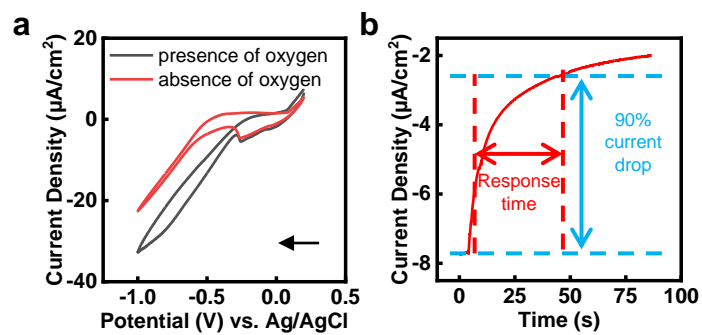 a
presence of oxygen
absence of oxygen
Current Density (μA/cm²)
20
0
-20
-40
-1.0
-0.5
0.0
0.5
Potential (V) vs. Ag/AgCl
b
Current Density (μA/cm²)
-2
-4
-6
-8
90%
current
drop
Response
time
0
25
50
75
100
Time (s)